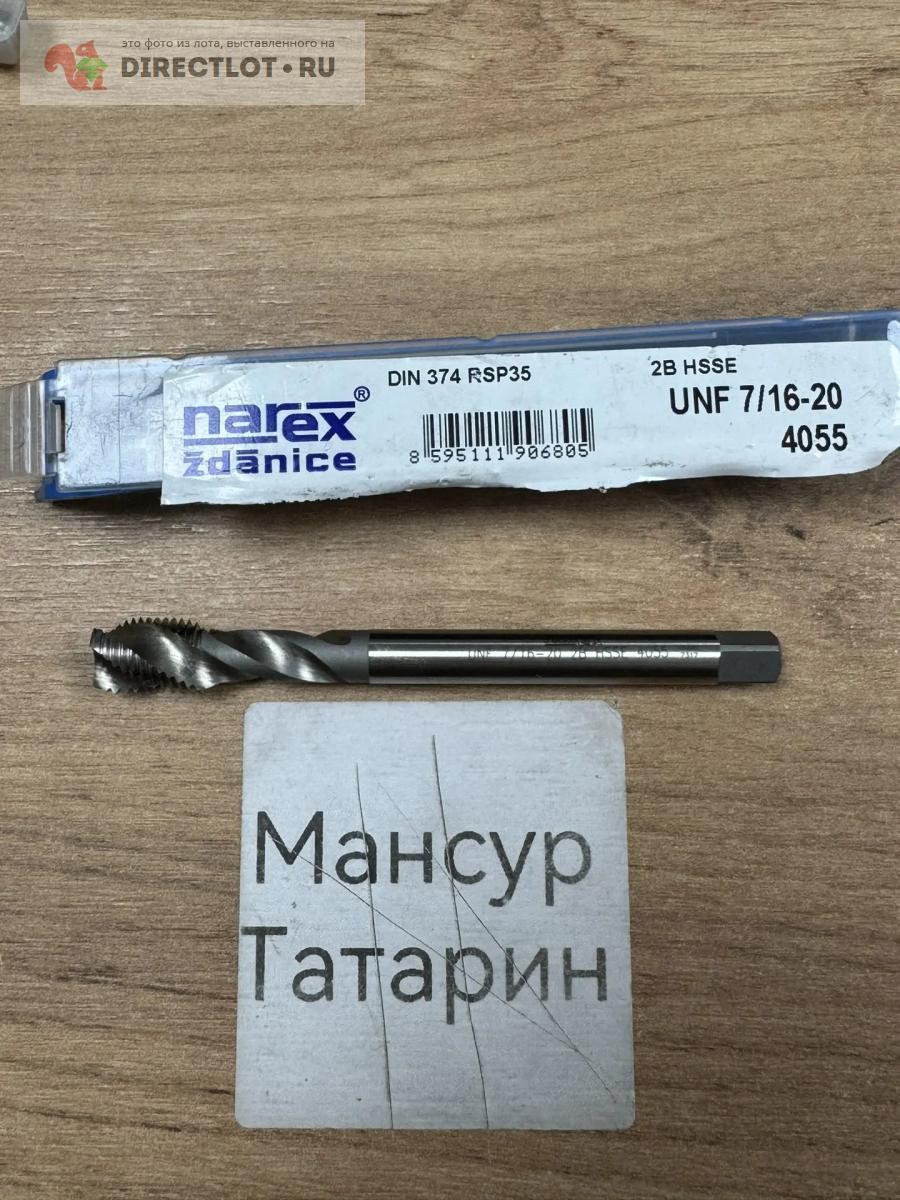 это фото из лота, выставленного на
DIRECTLOT.RU
DIN 374 RSP35
2B HSSE
narex®
ždánice
UNF 7/16-20
4055
8 595111 906805
UNF 7/16-20 2B HSSE 4055
Мансур
Татарин